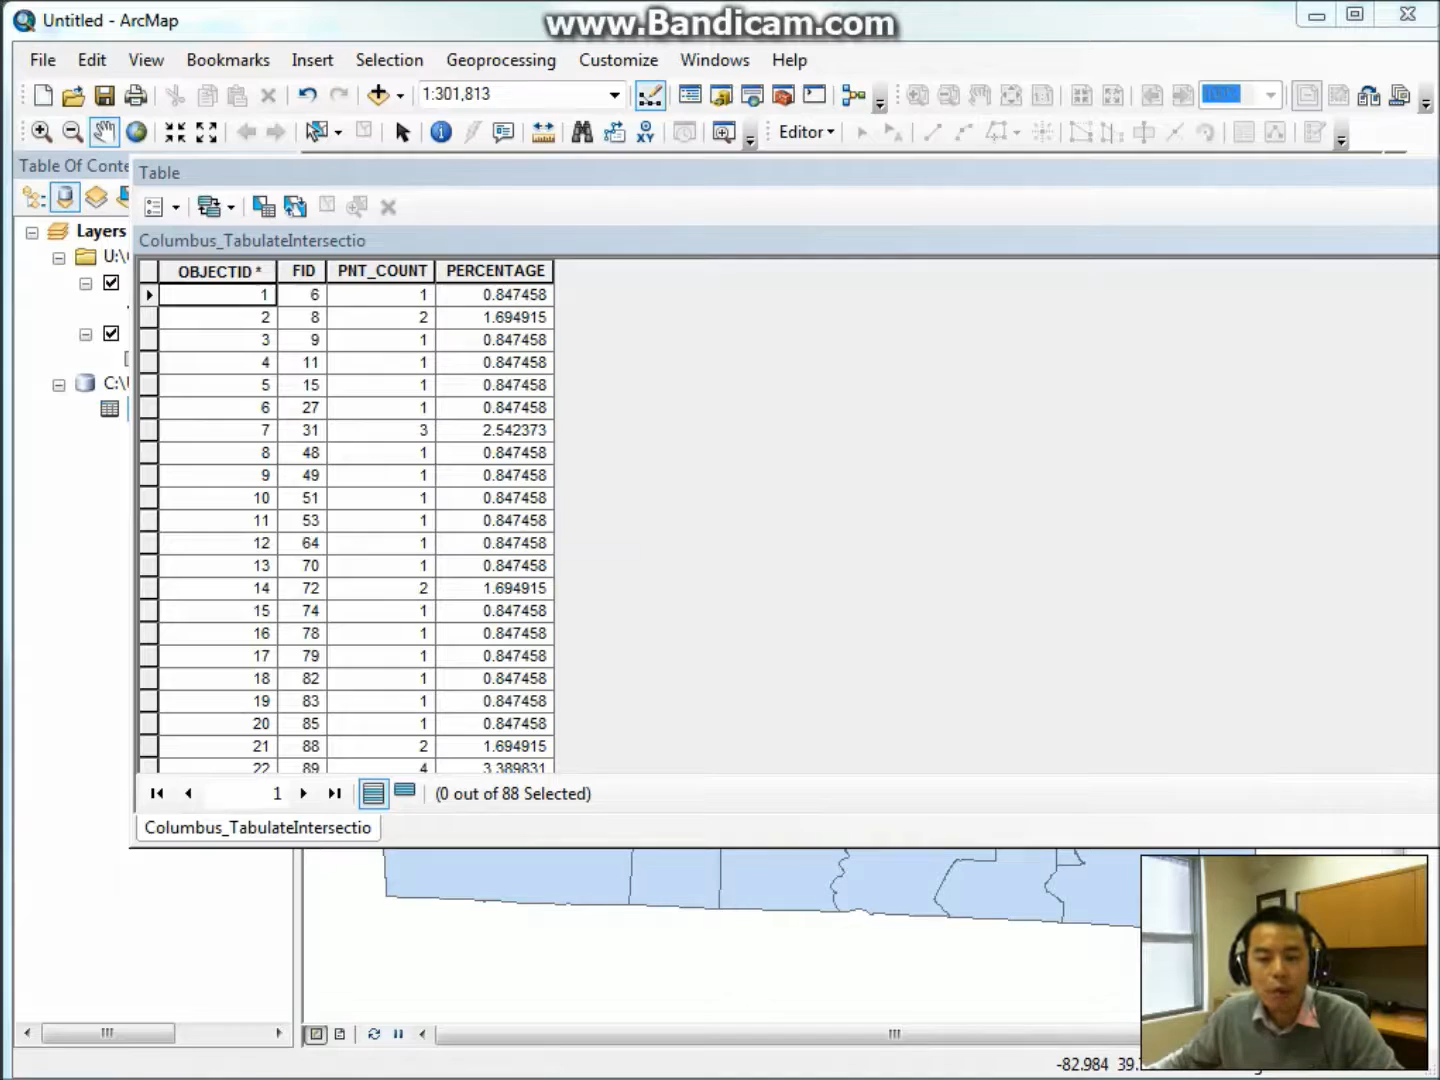 Untitled - ArcMap
www.Bandicam.com
File Edit View Bookmarks Insert Selection Geoprocessing Customize Windows Help
1:301,813
100%
Editor
Table Of Conte
Table
Layers
U:\
C:\
Columbus_TabulateIntersectio
OBJECTID * FID PNT_COUNT PERCENTAGE
1 6 1 0.847458
2 8 2 1.694915
3 9 1 0.847458
4 11 1 0.847458
5 15 1 0.847458
6 27 1 0.847458
7 31 3 2.542373
8 48 1 0.847458
9 49 1 0.847458
10 51 1 0.847458
11 53 1 0.847458
12 64 1 0.847458
13 70 1 0.847458
14 72 2 1.694915
15 74 1 0.847458
16 78 1 0.847458
17 79 1 0.847458
18 82 1 0.847458
19 83 1 0.847458
20 85 1 0.847458
21 88 2 1.694915
22 89 4 3.389831
1 (0 out of 88 Selected)
Columbus_TabulateIntersectio
-82.984 39.